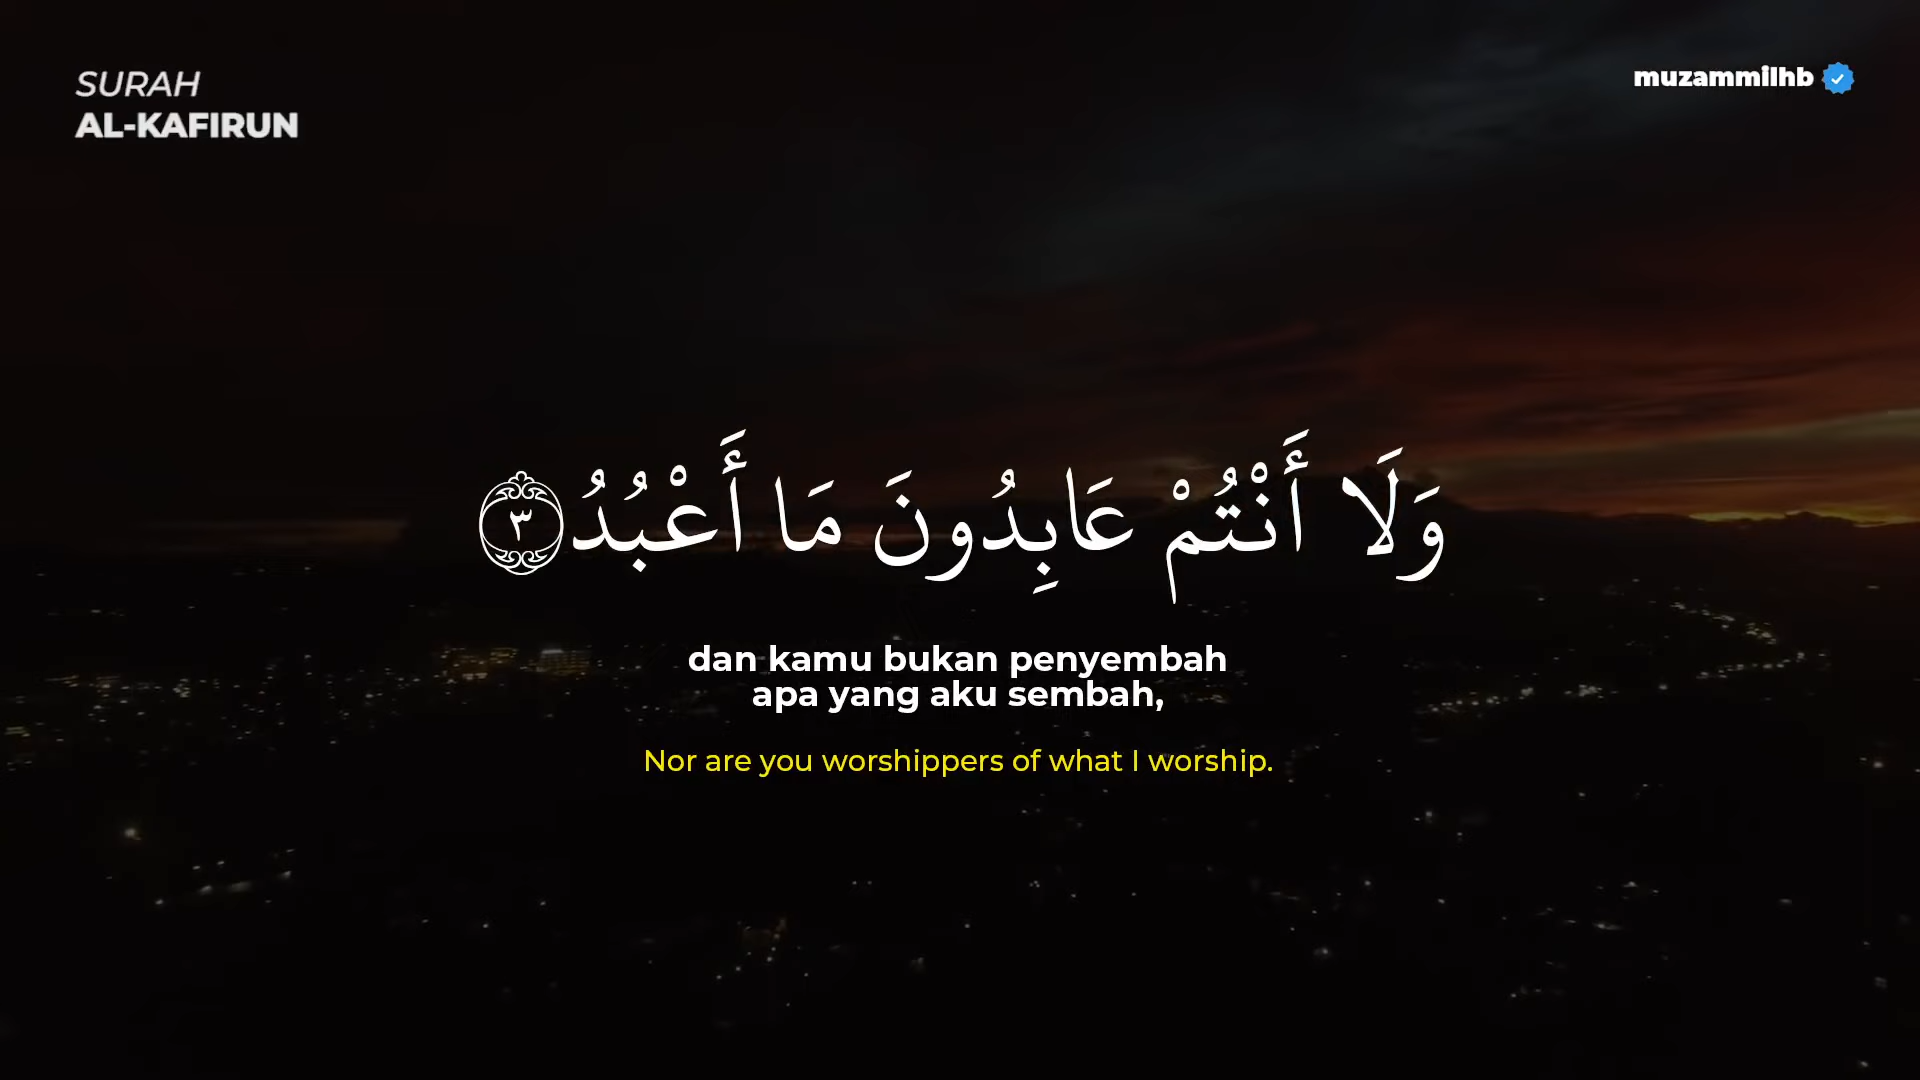 SURAH
AL-KAFIRUN
muzammilhb
وَلَا أَنْتُمْ عَابِدُونَ مَا أَعْبُدُ ٣
dan kamu bukan penyembah
apa yang aku sembah,
Nor are you worshippers of what I worship.